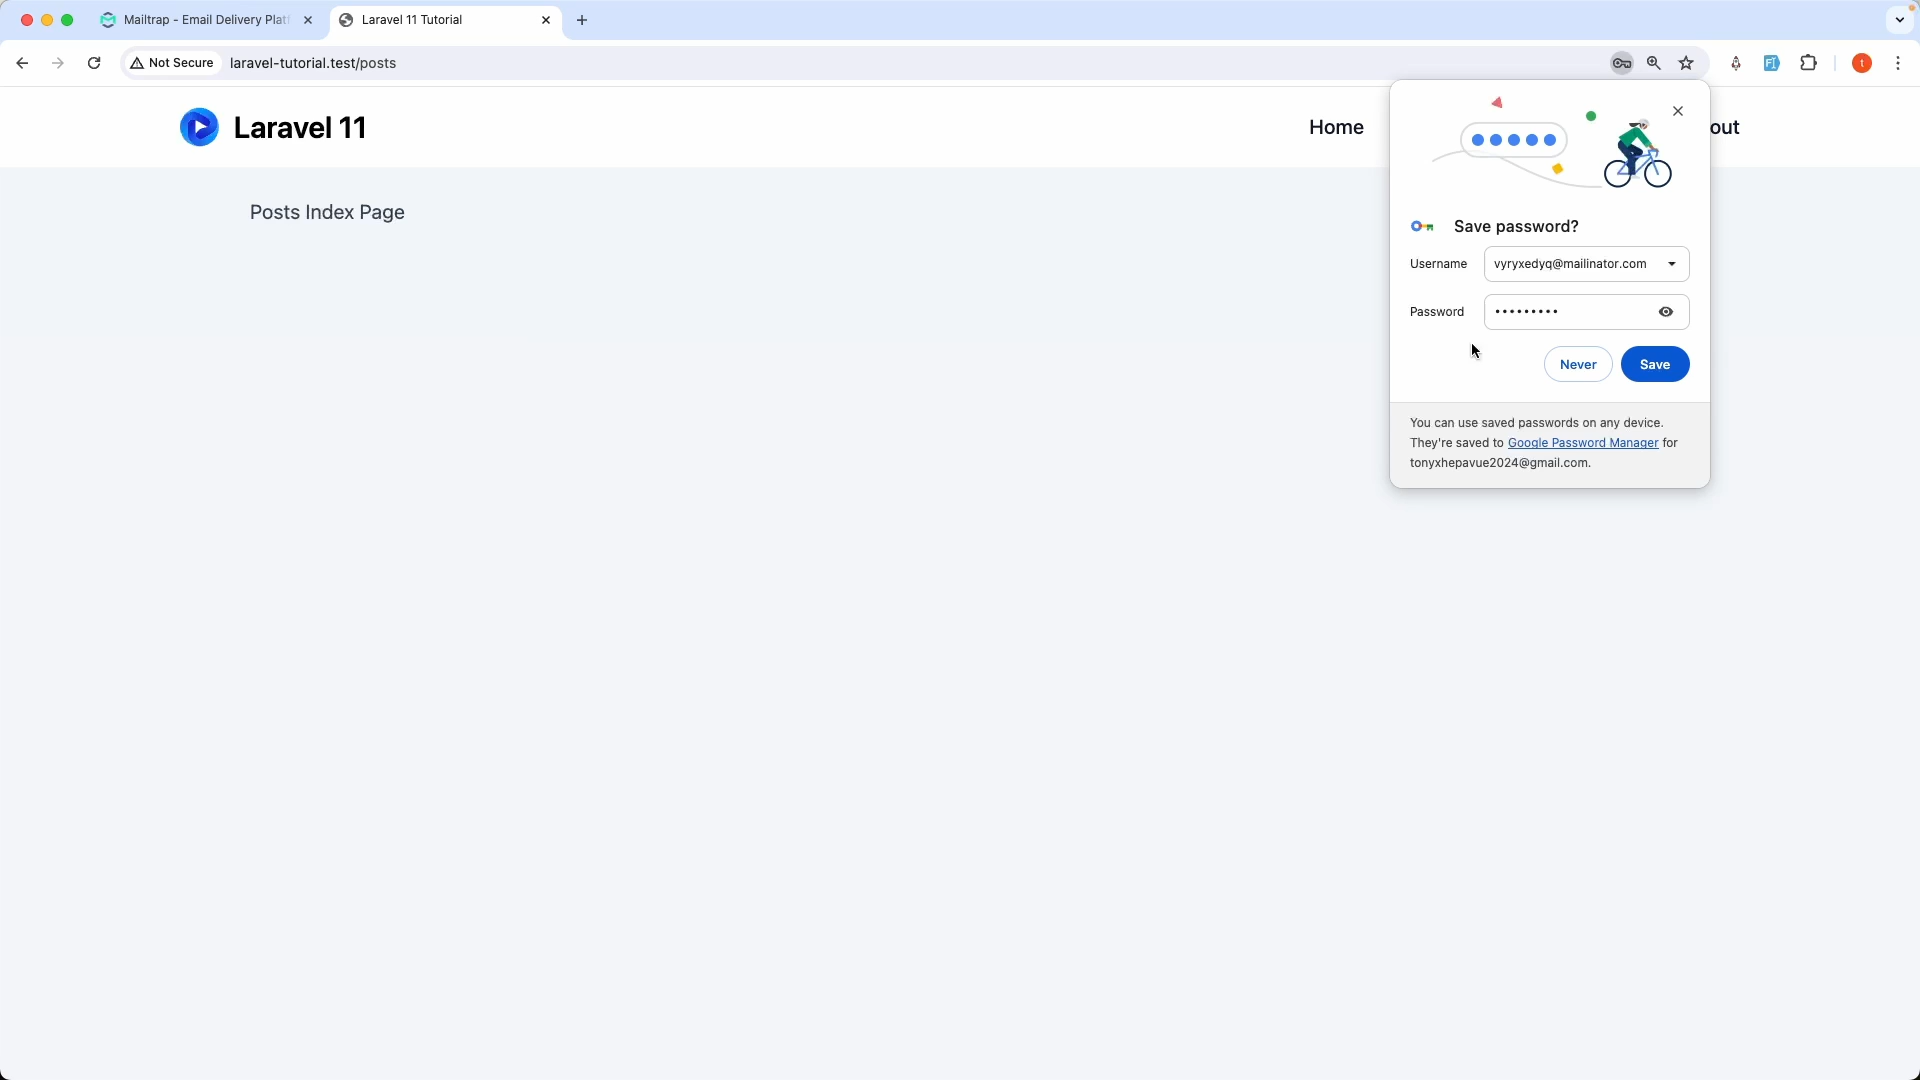 Mailtrap - Email Delivery Plat
Laravel 11 Tutorial
Not Secure
laravel-tutorial.test/posts
t
Laravel 11
Home
out
Posts Index Page
Save password?
Username
vyryxedyq@mailinator.com
Password
•••••••••
Never
Save
You can use saved passwords on any device.
They're saved to Google Password Manager for
tonyxhepavue2024@gmail.com.